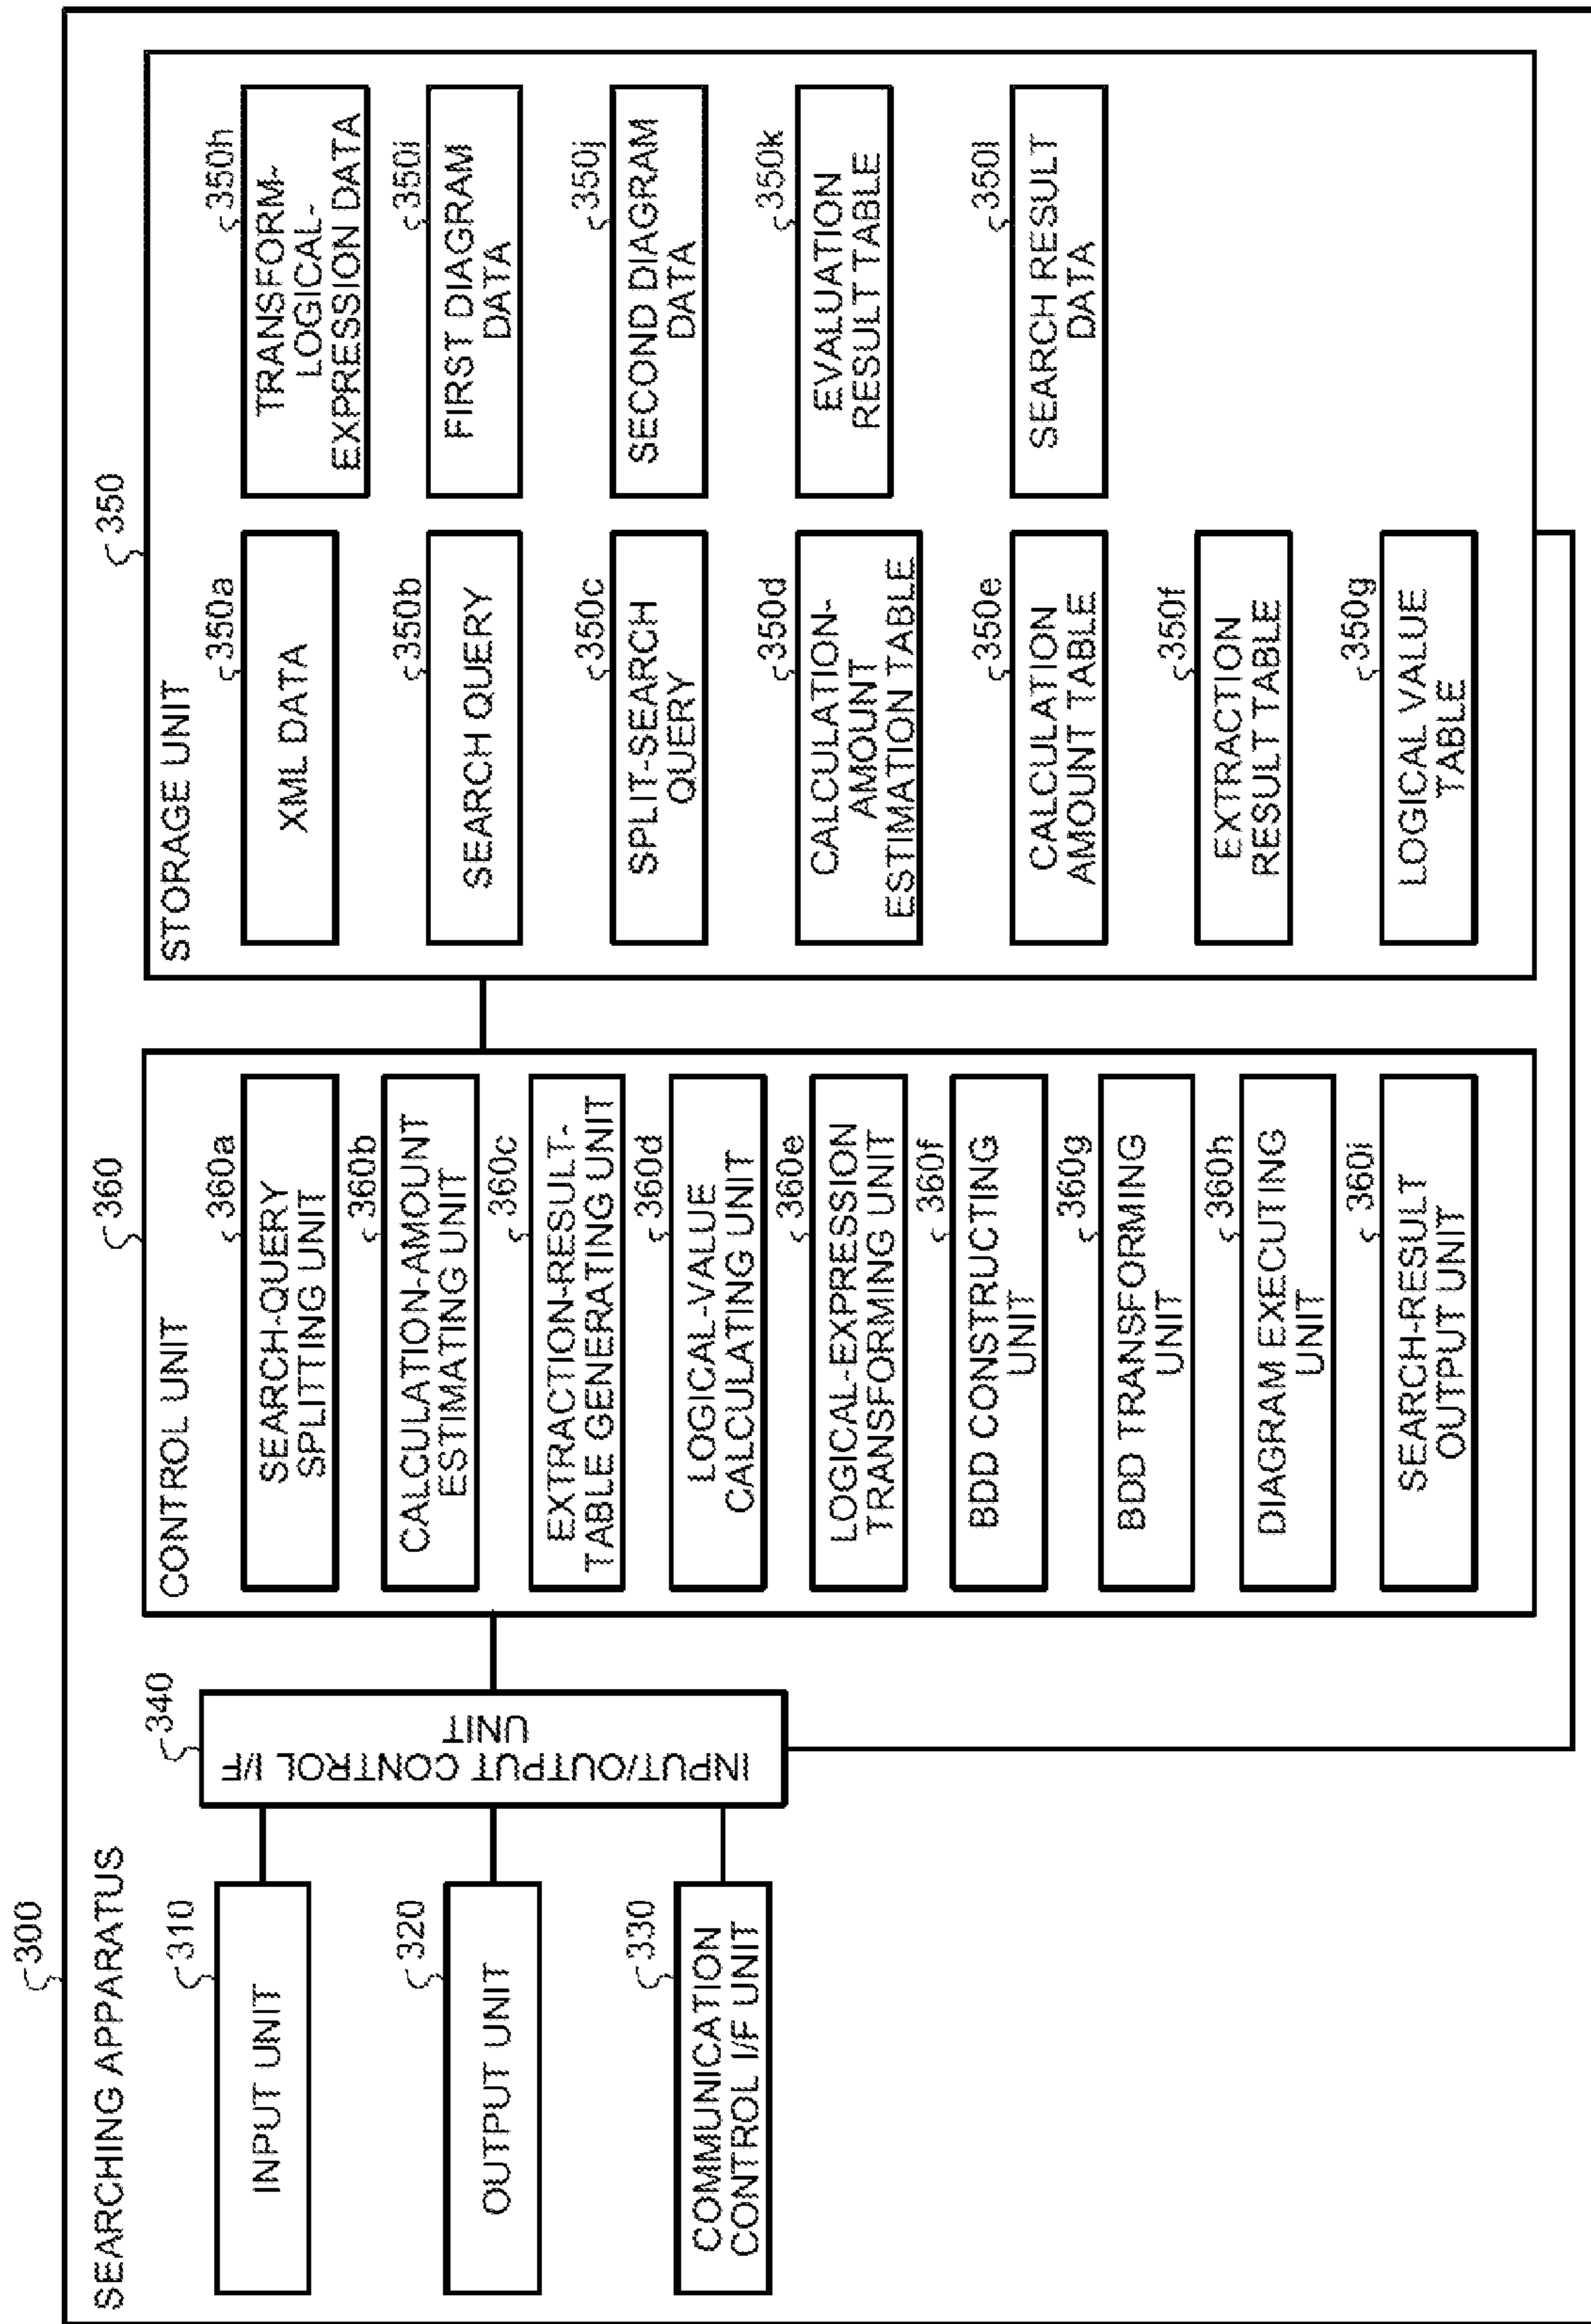 300
SEARCHING APPARATUS
310
INPUT UNIT
320
OUTPUT UNIT
330
COMMUNICATION
CONTROL I/F UNIT
340
INPUT/OUTPUT CONTROL I/F
UNIT
360
CONTROL UNIT
360a
SEARCH-QUERY
SPLITTING UNIT
360b
CALCULATION-AMOUNT
ESTIMATING UNIT
360c
EXTRACTION-RESULT-
TABLE GENERATING UNIT
360d
LOGICAL-VALUE
CALCULATING UNIT
360e
LOGICAL-EXPRESSION
TRANSFORMING UNIT
360f
BDD CONSTRUCTING
UNIT
360g
BDD TRANSFORMING
UNIT
360h
DIAGRAM EXECUTING
UNIT
360i
SEARCH-RESULT
OUTPUT UNIT
350
STORAGE UNIT
350a
XML DATA
350b
SEARCH QUERY
350c
SPLIT-SEARCH
QUERY
350d
CALCULATION-
AMOUNT
ESTIMATION TABLE
350e
CALCULATION
AMOUNT TABLE
350f
EXTRACTION
RESULT TABLE
350g
LOGICAL VALUE
TABLE
350h
TRANSFORM-
LOGICAL-
EXPRESSION DATA
350i
FIRST DIAGRAM
DATA
350j
SECOND DIAGRAM
DATA
350k
EVALUATION
RESULT TABLE
350l
SEARCH RESULT
DATA